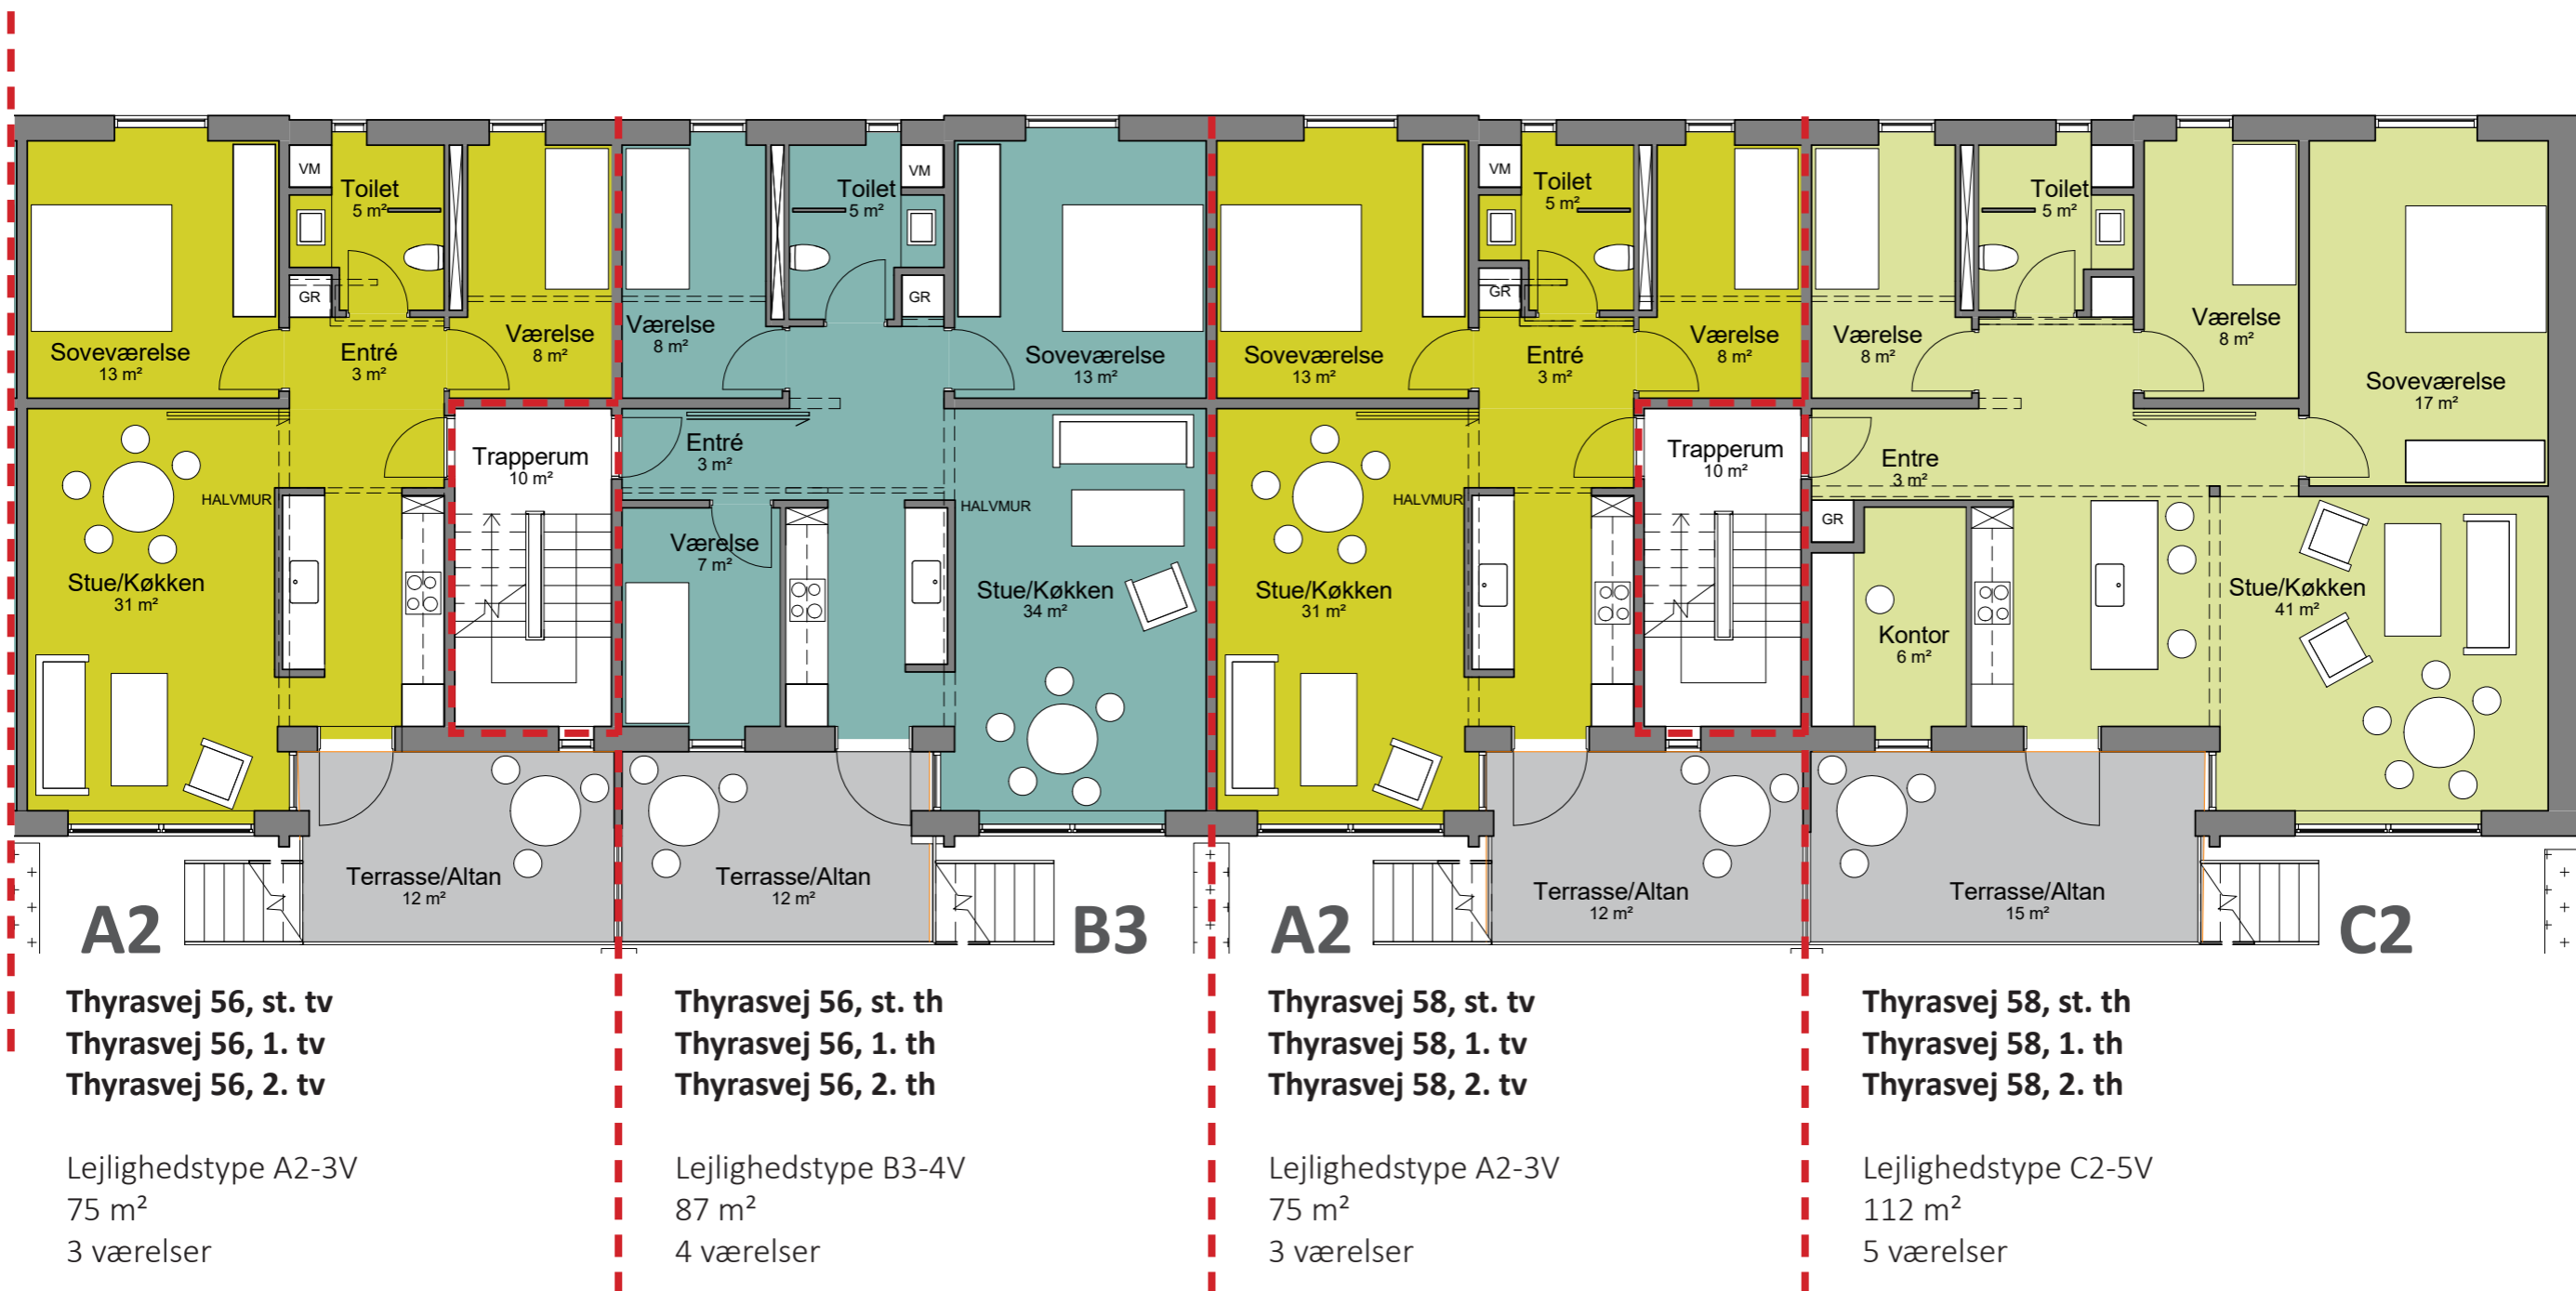 VM
Toilet
5 m²
GR
Soveværelse
13 m²
Entré
3 m²
Værelse
8 m²
Trapperum
10 m²
HALVMUR
Stue/Køkken
31 m²
Terrasse/Altan
12 m²
A2
Værelse
8 m²
Toilet
5 m²
VM
GR
Soveværelse
13 m²
Entré
3 m²
HALVMUR
Værelse
7 m²
Stue/Køkken
34 m²
Terrasse/Altan
12 m²
B3
VM
Toilet
5 m²
GR
Soveværelse
13 m²
Entré
3 m²
Værelse
8 m²
Trapperum
10 m²
HALVMUR
Stue/Køkken
31 m²
Terrasse/Altan
12 m²
A2
Toilet
5 m²
Værelse
8 m²
Værelse
8 m²
Soveværelse
17 m²
Entre
3 m²
GR
Kontor
6 m²
Stue/Køkken
41 m²
Terrasse/Altan
15 m²
C2
Thyrasvej 56, st. tv
Thyrasvej 56, 1. tv
Thyrasvej 56, 2. tv
Lejlighedstype A2-3V
75 m²
3 værelser
Thyrasvej 56, st. th
Thyrasvej 56, 1. th
Thyrasvej 56, 2. th
Lejlighedstype B3-4V
87 m²
4 værelser
Thyrasvej 58, st. tv
Thyrasvej 58, 1. tv
Thyrasvej 58, 2. tv
Lejlighedstype A2-3V
75 m²
3 værelser
Thyrasvej 58, st. th
Thyrasvej 58, 1. th
Thyrasvej 58, 2. th
Lejlighedstype C2-5V
112 m²
5 værelser